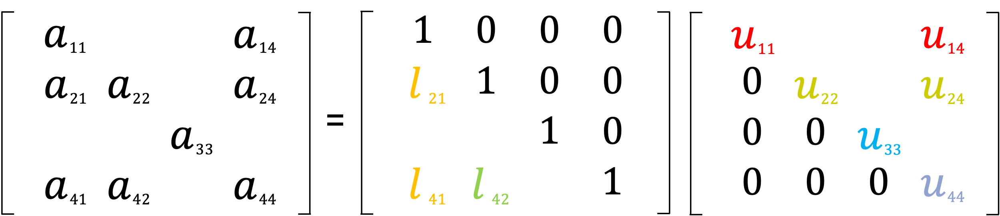 a11 a14 1 0 0 0 u11 u14
a21 a22 a24 l21 1 0 0 0 u22 u24
=
a33 1 0 0 0 u33
a41 a42 a44 l41 l42 1 0 0 0 u44